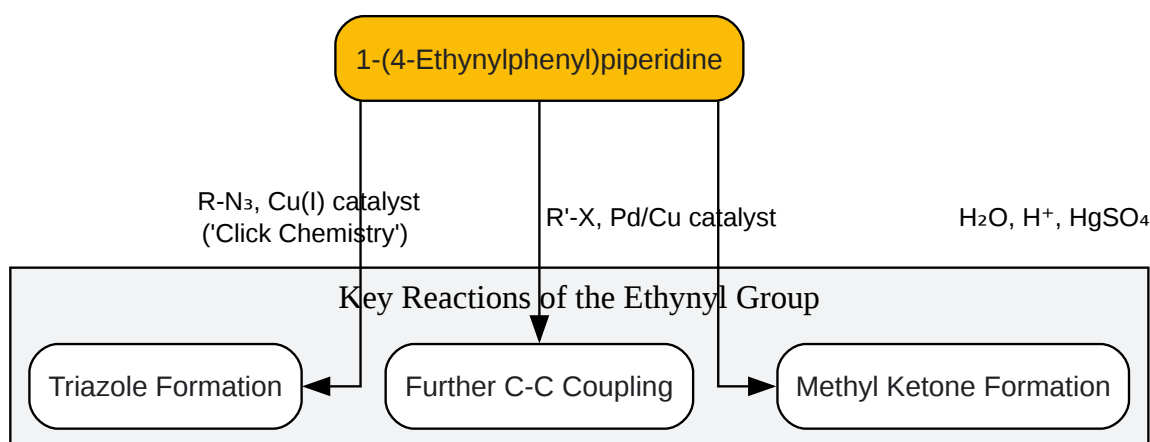 1-(4-Ethynylphenyl)piperidine
R-N₃, Cu(I) catalyst
('Click Chemistry')
R'-X, Pd/Cu catalyst
H₂O, H⁺, HgSO₄
Key Reactions of the Ethynyl Group
Triazole Formation
Further C-C Coupling
Methyl Ketone Formation